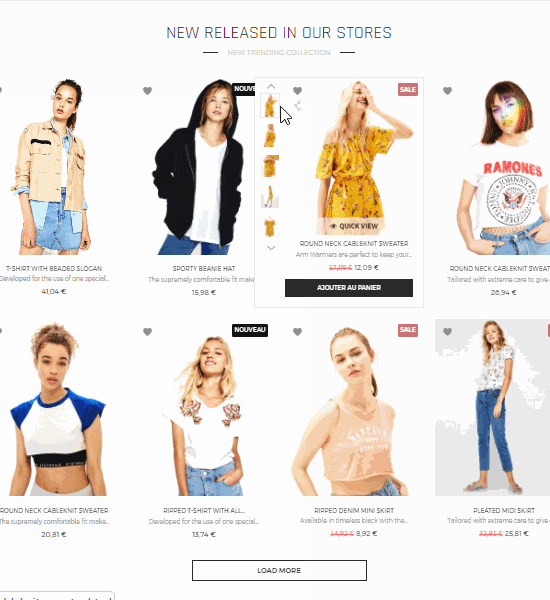 NEW RELEASED IN OUR STORES
NEW TRENDING COLLECTION
NOUVE
SALE
RAMONES
QUICK VIEW
T-SHIRT WITH BEADED SLOGAN
Developed for the use of one special...
41,04 €
SPORTY BEANIE HAT
The supremely comfortable fit make
15,98 €
ROUND NECK CABLEKNIT SWEATER
Arm Warmers are perfect to keep your...
17,08 € 12,09 €
AJOUTER AU PANIER
ROUND NECK CABLEKNIT SWEAT
Tailored with extreme care to give
26,94 €
NOUVEAU
SALE
ROUND NECK CABLEKNIT SWEATER
The supremely comfortable fit make...
20,81 €
RIPPED T-SHIRT WITH ALL...
Developed for the use of one special...
13,74 €
RIPPED DENIM MINI SKIRT
Available in timeless black with the...
14,92 € 8,92 €
PLEATED MIDI SKIRT
Tailored with extreme care to give
32,81 € 25,81 €
LOAD MORE